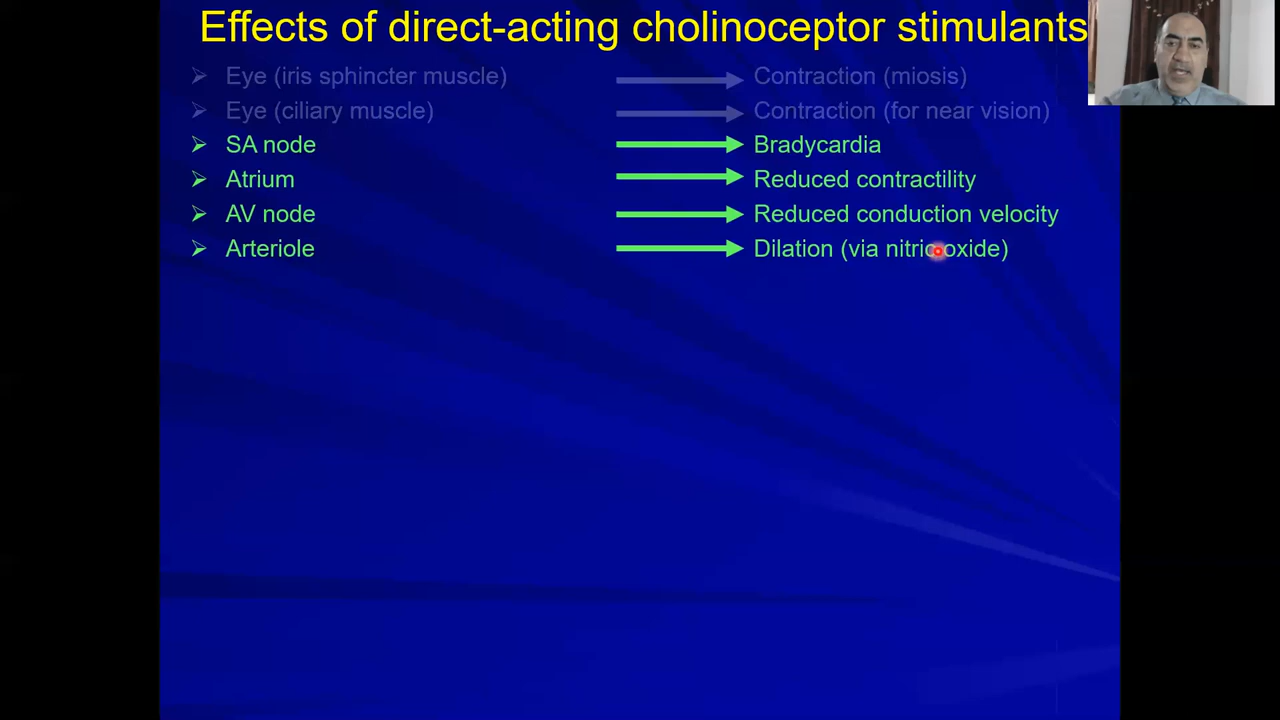 Effects of direct-acting cholinoceptor stimulants
Eye (iris sphincter muscle) Contraction (miosis)
Eye (ciliary muscle) Contraction (for near vision)
SA node Bradycardia
Atrium Reduced contractility
AV node Reduced conduction velocity
Arteriole Dilation (via nitric oxide)